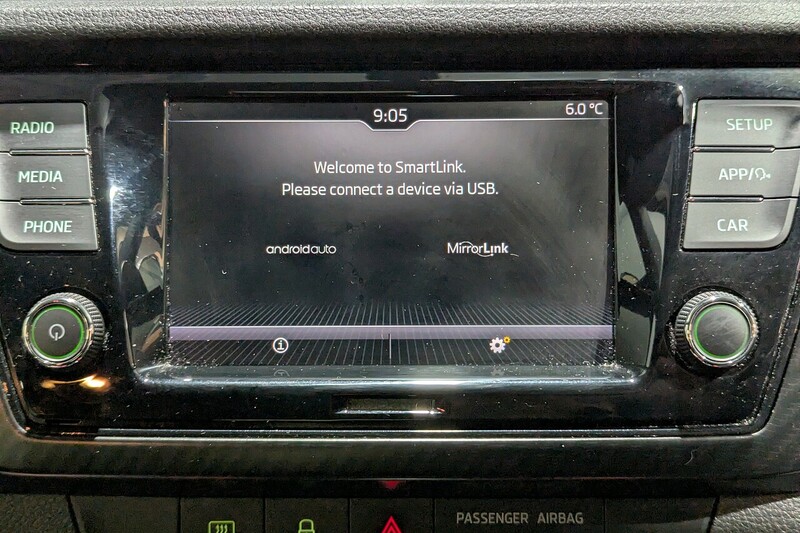 9:05
6.0 °C
RADIO
MEDIA
PHONE
Welcome to SmartLink.
Please connect a device via USB.
androidauto
MirrorLink
SETUP
APP/
CAR
PASSENGER AIRBAG